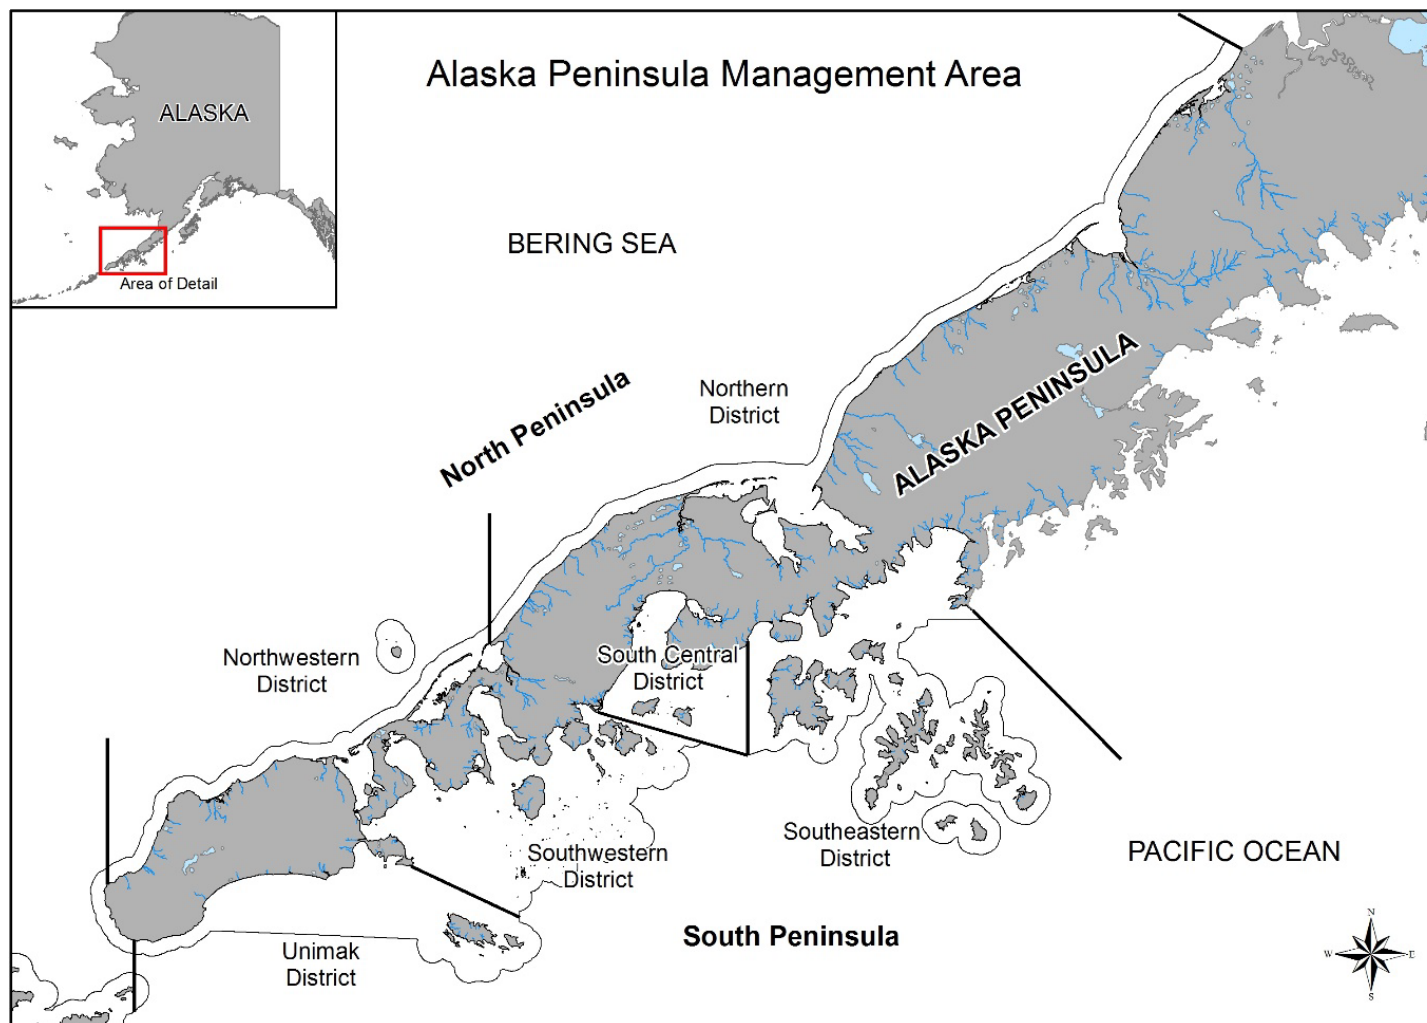 Alaska Peninsula Management Area
ALASKA
Area of Detail
BERING SEA
North Peninsula
Northern
District
ALASKA PENINSULA
Northwestern
District
South Central
District
Southeastern
District
Southwestern
District
PACIFIC OCEAN
South Peninsula
Unimak
District
N
W
E
S